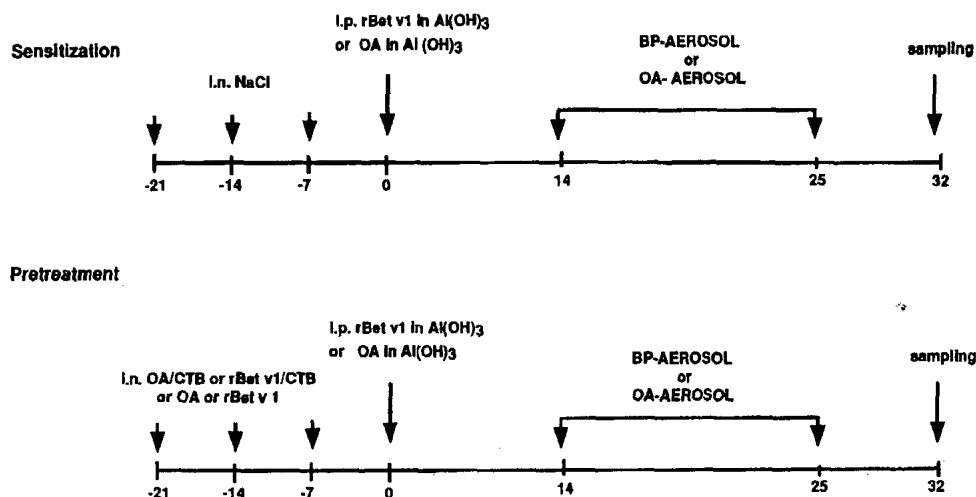 i.p. rBet v1 in Al(OH)3
or OA in Al (OH)3
Sensitization
BP-AEROSOL
or
OA- AEROSOL
sampling
i.n. NaCl
-21 -14 -7 0 14 25 32
Pretreatment
i.p. rBet v1 in Al(OH)3
or OA in Al(OH)3
BP-AEROSOL
or
OA-AEROSOL
sampling
i.n. OA/CTB or rBet v1/CTB
or OA or rBet v 1
-21 -14 -7 0 14 25 32